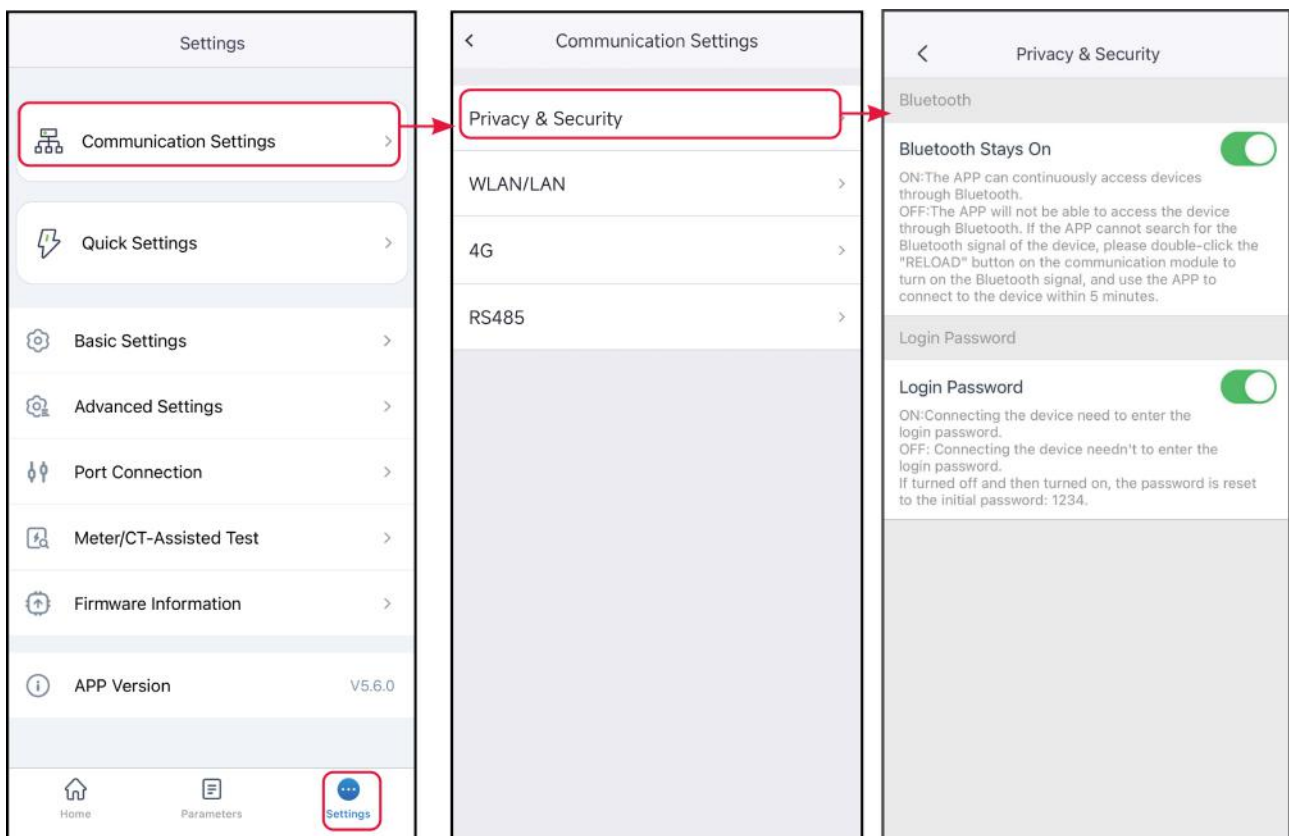 Settings
Communication Settings
Quick Settings
Basic Settings
Advanced Settings
Port Connection
Meter/CT-Assisted Test
Firmware Information
APP Version V5.6.0
Home Parameters Settings
Communication Settings
Privacy & Security
WLAN/LAN
4G
RS485
Privacy & Security
Bluetooth
Bluetooth Stays On
ON:The APP can continuously access devices
through Bluetooth.
OFF:The APP will not be able to access the device
through Bluetooth. If the APP cannot search for the
Bluetooth signal of the device, please double-click the
"RELOAD" button on the communication module to
turn on the Bluetooth signal, and use the APP to
connect to the device within 5 minutes.
Login Password
Login Password
ON:Connecting the device need to enter the
login password.
OFF: Connecting the device needn't to enter the
login password.
If turned off and then turned on, the password is reset
to the initial password: 1234.